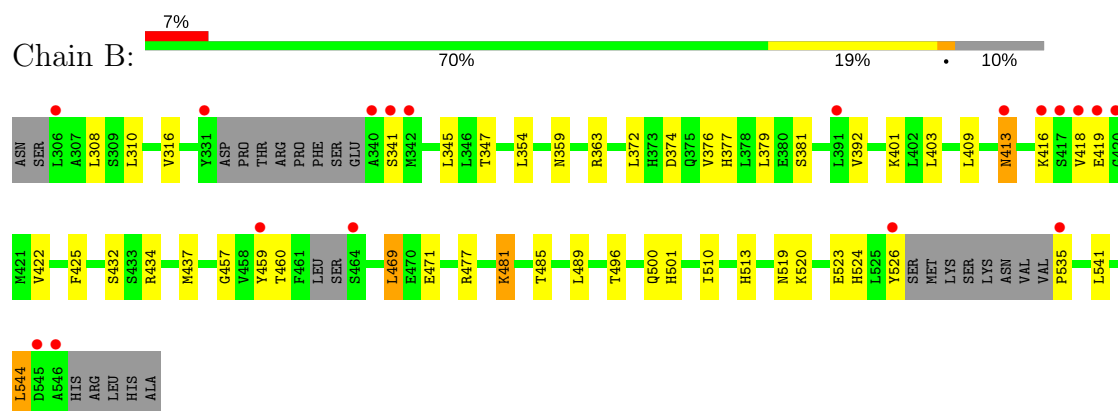 7%
Chain B:
70% 19% • 10%
ASN SER L306 A307 L308 S309 L310 V316 Y331 ASP PRO THR ARG PRO PHE SER GLU A340 S341 M342 L345 L346 T347 L354 N359 R363 L372 H373 D374 Q375 V376 H377 L378 L379 E380 S381 L391 V392 K401 L402 L403 L409 N413 K416 S417 V418 E419
M421 V422 F425 S432 S433 R434 M437 G457 V458 Y459 T460 F461 LEU SER S464 L469 E470 E471 R477 K481 T485 L489 T496 Q500 H501 I510 H513 N519 K520 E523 H524 L525 Y526 SER MET LYS SER LYS ASN VAL VAL P535 L541
L544 D545 A546 HIS ARG LEU HIS ALA